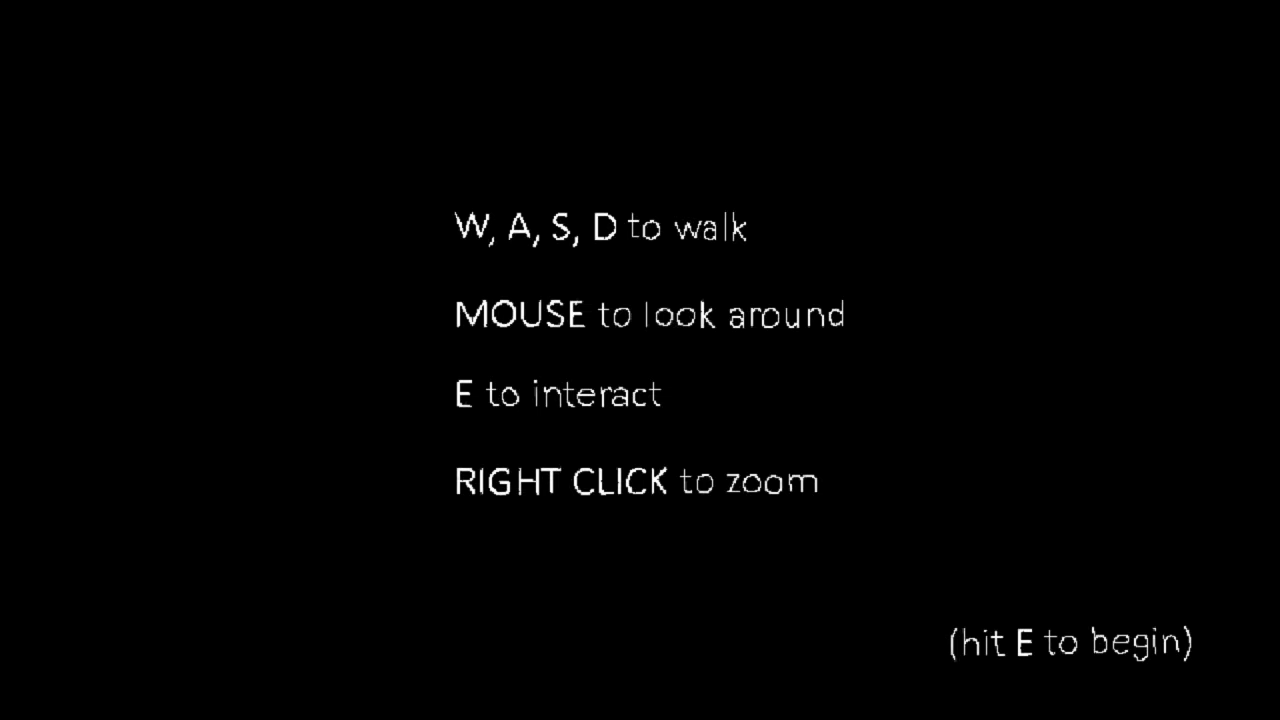 W, A, S, D to walk
MOUSE to look around
E to interact
RIGHT CLICK to zoom
(hit E to begin)